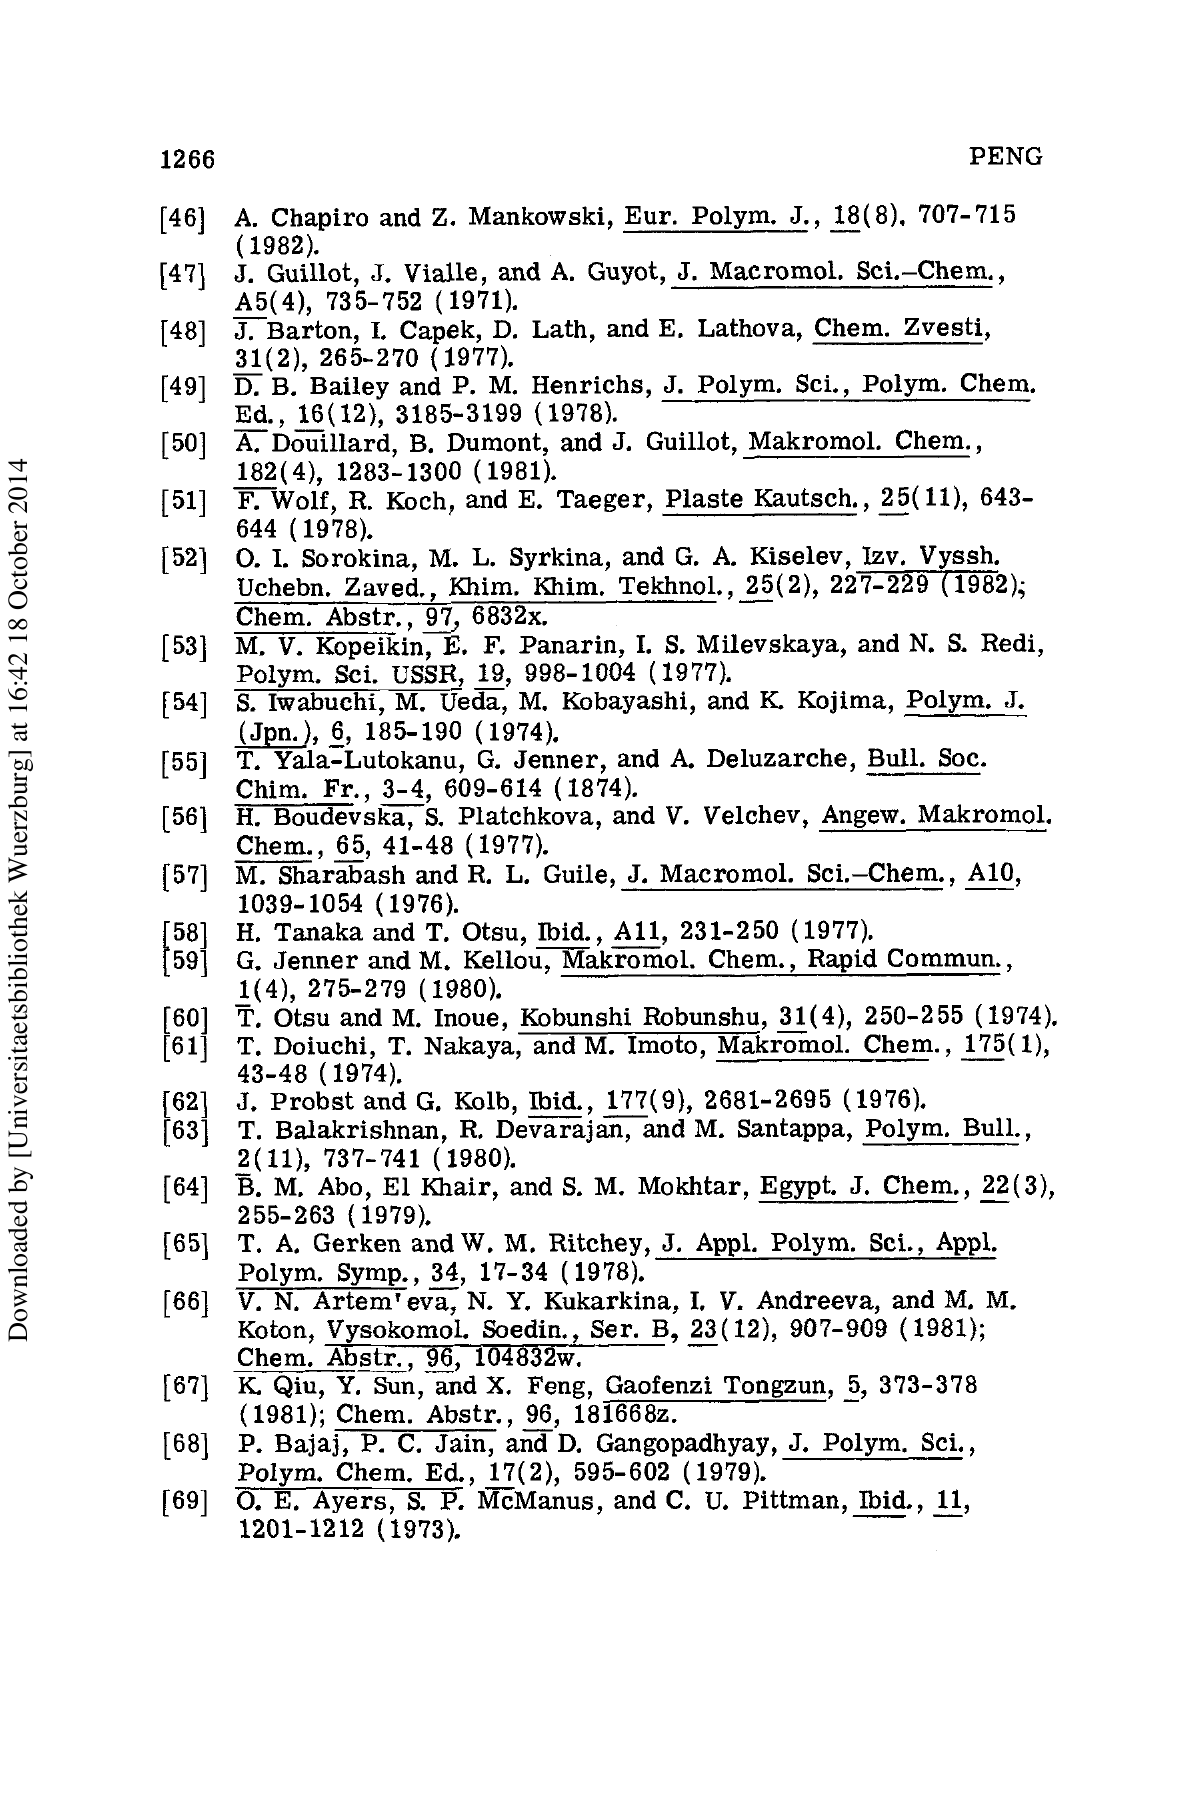 1266
PENG
[46] A. Chapiro and Z. Mankowski, Eur. Polym. J., 18(8), 707-715
(1982).
[47] J. Guillot, J. Vialle, and A. Guyot, J. Macromol. Sci.–Chem.,
A5(4), 735-752 (1971).
[48] J. Barton, I. Capek, D. Lath, and E. Lathova, Chem. Zvesti,
31(2), 265-270 (1977).
[49] D. B. Bailey and P. M. Henrichs, J. Polym. Sci., Polym. Chem.
Ed., 16(12), 3185-3199 (1978).
[50] A. Douillard, B. Dumont, and J. Guillot, Makromol. Chem.,
182(4), 1283-1300 (1981).
[51] F. Wolf, R. Koch, and E. Taeger, Plaste Kautsch., 25(11), 643-
644 (1978).
[52] O. I. Sorokina, M. L. Syrkina, and G. A. Kiselev, Izv. Vyssh.
Uchebn. Zaved., Khim. Khim. Tekhnol., 25(2), 227-229 (1982);
Chem. Abstr., 97, 6832x.
[53] M. V. Kopeikin, E. F. Panarin, I. S. Milevskaya, and N. S. Redi,
Polym. Sci. USSR, 19, 998-1004 (1977).
[54] S. Iwabuchi, M. Ueda, M. Kobayashi, and K. Kojima, Polym. J.
(Jpn.), 6, 185-190 (1974).
[55] T. Yala-Lutokanu, G. Jenner, and A. Deluzarche, Bull. Soc.
Chim. Fr., 3-4, 609-614 (1874).
[56] H. Boudevska, S. Platchkova, and V. Velchev, Angew. Makromol.
Chem., 65, 41-48 (1977).
[57] M. Sharabash and R. L. Guile, J. Macromol. Sci.–Chem., A10,
1039-1054 (1976).
[58] H. Tanaka and T. Otsu, Ibid., A11, 231-250 (1977).
[59] G. Jenner and M. Kellou, Makromol. Chem., Rapid Commun.,
1(4), 275-279 (1980).
[60] T. Otsu and M. Inoue, Kobunshi Robunshu, 31(4), 250-255 (1974).
[61] T. Doiuchi, T. Nakaya, and M. Imoto, Makromol. Chem., 175(1),
43-48 (1974).
[62] J. Probst and G. Kolb, Ibid., 177(9), 2681-2695 (1976).
[63] T. Balakrishnan, R. Devarajan, and M. Santappa, Polym. Bull.,
2(11), 737-741 (1980).
[64] B. M. Abo, El Khair, and S. M. Mokhtar, Egypt. J. Chem., 22(3),
255-263 (1979).
[65] T. A. Gerken and W. M. Ritchey, J. Appl. Polym. Sci., Appl.
Polym. Symp., 34, 17-34 (1978).
[66] V. N. Artem'eva, N. Y. Kukarkina, I. V. Andreeva, and M. M.
Koton, Vysokomol. Soedin., Ser. B, 23(12), 907-909 (1981);
Chem. Abstr., 96, 104832w.
[67] K. Qiu, Y. Sun, and X. Feng, Gaofenzi Tongzun, 5, 373-378
(1981); Chem. Abstr., 96, 181668z.
[68] P. Bajaj, P. C. Jain, and D. Gangopadhyay, J. Polym. Sci.,
Polym. Chem. Ed., 17(2), 595-602 (1979).
[69] O. E. Ayers, S. P. McManus, and C. U. Pittman, Ibid., 11,
1201-1212 (1973).
Downloaded by [Universitaetsbibliothek Wuerzburg] at 16:42 18 October 2014